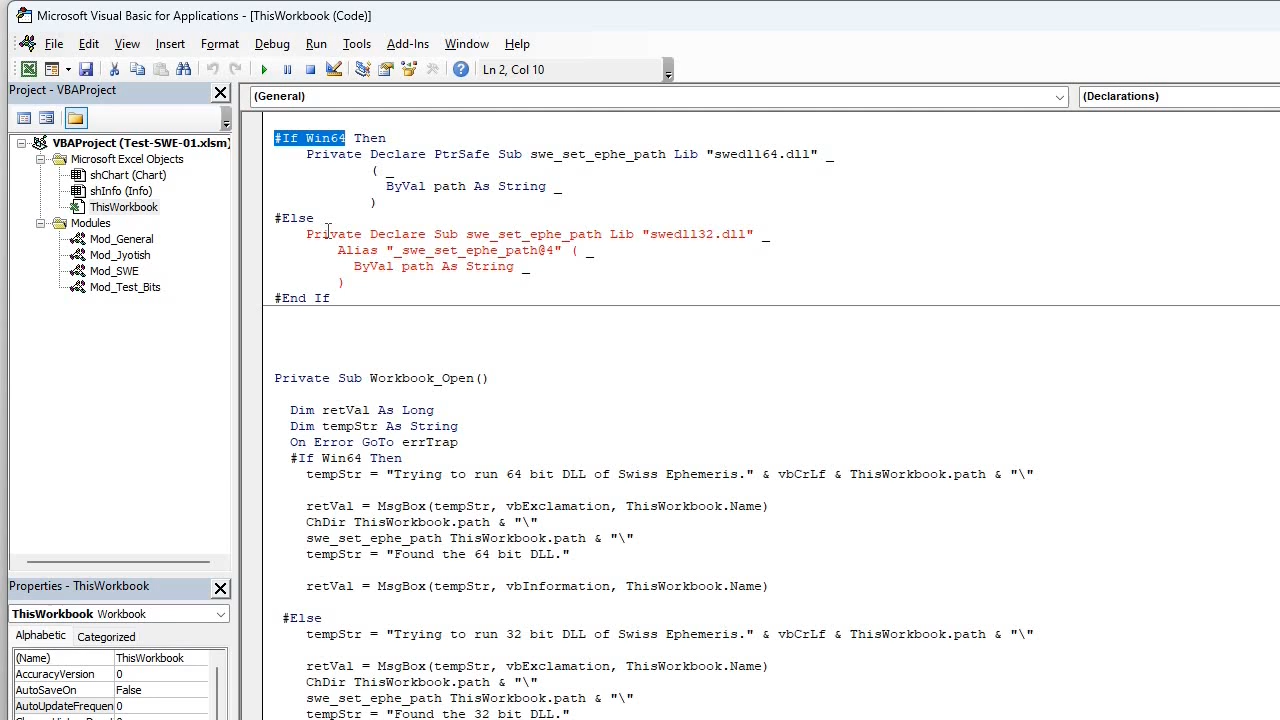 Microsoft Visual Basic for Applications - [ThisWorkbook (Code)]
File Edit View Insert Format Debug Run Tools Add-Ins Window Help
Ln 2, Col 10
Project - VBAProject
(General) (Declarations)
VBAProject (Test-SWE-01.xlsm)
Microsoft Excel Objects
shChart (Chart)
shInfo (Info)
ThisWorkbook
Modules
Mod_General
Mod_Jyotish
Mod_SWE
Mod_Test_Bits
#If Win64 Then
Private Declare PtrSafe Sub swe_set_ephe_path Lib "swedll64.dll" _
( _
ByVal path As String _
)
#Else
Private Declare Sub swe_set_ephe_path Lib "swedll32.dll" _
Alias "_swe_set_ephe_path@4" ( _
ByVal path As String _
)
#End If
Private Sub Workbook_Open()
Dim retVal As Long
Dim tempStr As String
On Error GoTo errTrap
#If Win64 Then
tempStr = "Trying to run 64 bit DLL of Swiss Ephemeris." & vbCrLf & ThisWorkbook.path & "\"
retVal = MsgBox(tempStr, vbExclamation, ThisWorkbook.Name)
ChDir ThisWorkbook.path & "\"
swe_set_ephe_path ThisWorkbook.path & "\"
tempStr = "Found the 64 bit DLL."
retVal = MsgBox(tempStr, vbInformation, ThisWorkbook.Name)
#Else
tempStr = "Trying to run 32 bit DLL of Swiss Ephemeris." & vbCrLf & ThisWorkbook.path & "\"
retVal = MsgBox(tempStr, vbExclamation, ThisWorkbook.Name)
ChDir ThisWorkbook.path & "\"
swe_set_ephe_path ThisWorkbook.path & "\"
tempStr = "Found the 32 bit DLL."
Properties - ThisWorkbook
ThisWorkbook Workbook
Alphabetic Categorized
(Name) ThisWorkbook
AccuracyVersion 0
AutoSaveOn False
AutoUpdateFrequen 0